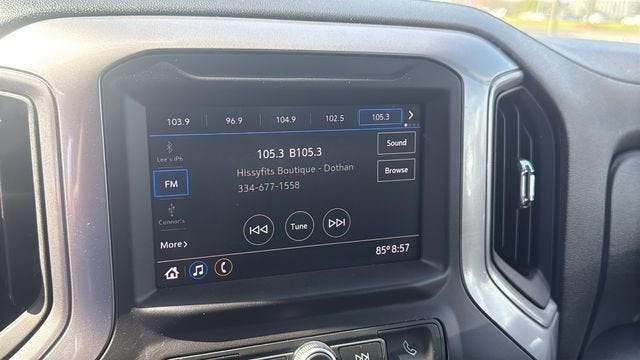 103.9 96.9 104.9 102.5 105.3
Lee's iPh
105.3 B105.3
Sound
Hissyfits Boutique - Dothan
FM
334-677-1558
Browse
Connor's
Tune
More
85° 8:57